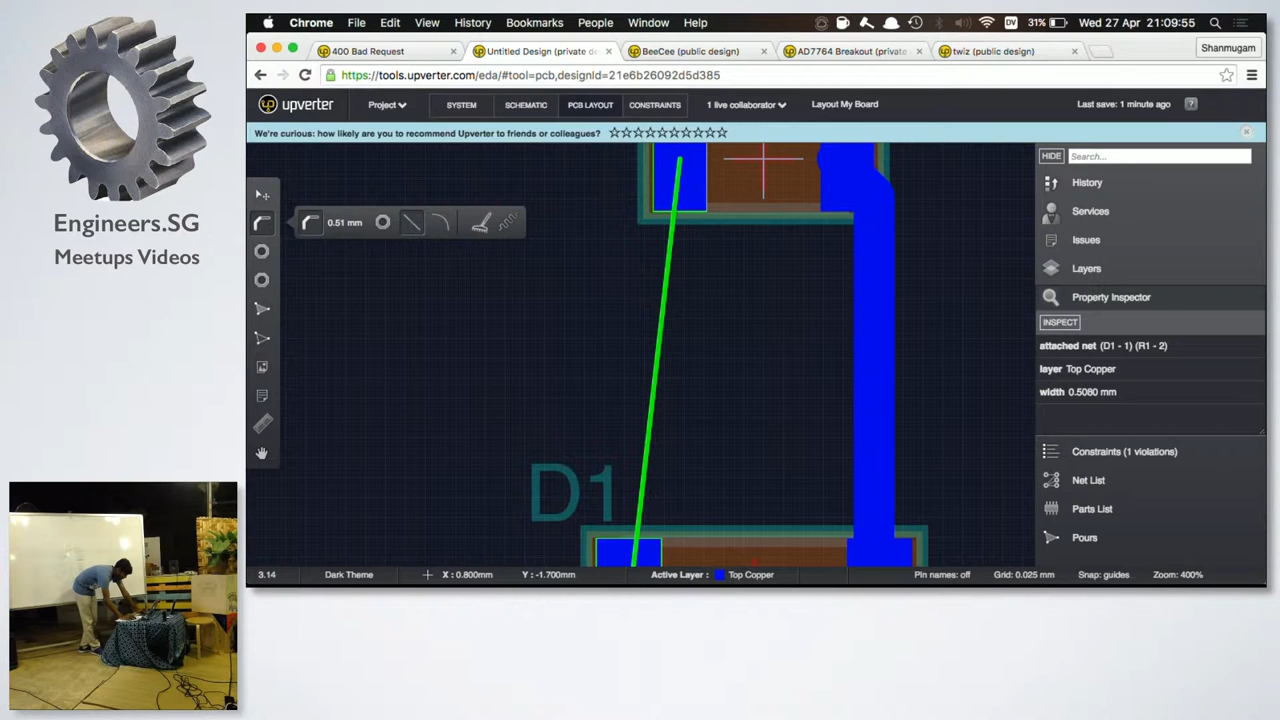 Engineers.SG
Meetups Videos
Chrome File Edit View History Bookmarks People Window Help
DV 31% Wed 27 Apr 21:09:55
400 Bad Request
Untitled Design (private de
BeeCee (public design)
AD7764 Breakout (private
twiz (public design)
Shanmugam
https://tools.upverter.com/eda/#tool=pcb,designId=21e6b26092d5d385
upverter
Project
SYSTEM
SCHEMATIC
PCB LAYOUT
CONSTRAINTS
1 live collaborator
Layout My Board
Last save: 1 minute ago
?
We're curious: how likely are you to recommend Upverter to friends or colleagues?
0.51 mm
D1
HIDE
Search...
History
Services
Issues
Layers
Property Inspector
INSPECT
attached net (D1 - 1) (R1 - 2)
layer Top Copper
width 0.5080 mm
Constraints (1 violations)
Net List
Parts List
Pours
3.14
Dark Theme
X : 0.800mm
Y : -1.700mm
Active Layer : Top Copper
Pin names: off
Grid: 0.025 mm
Snap: guides
Zoom: 400%